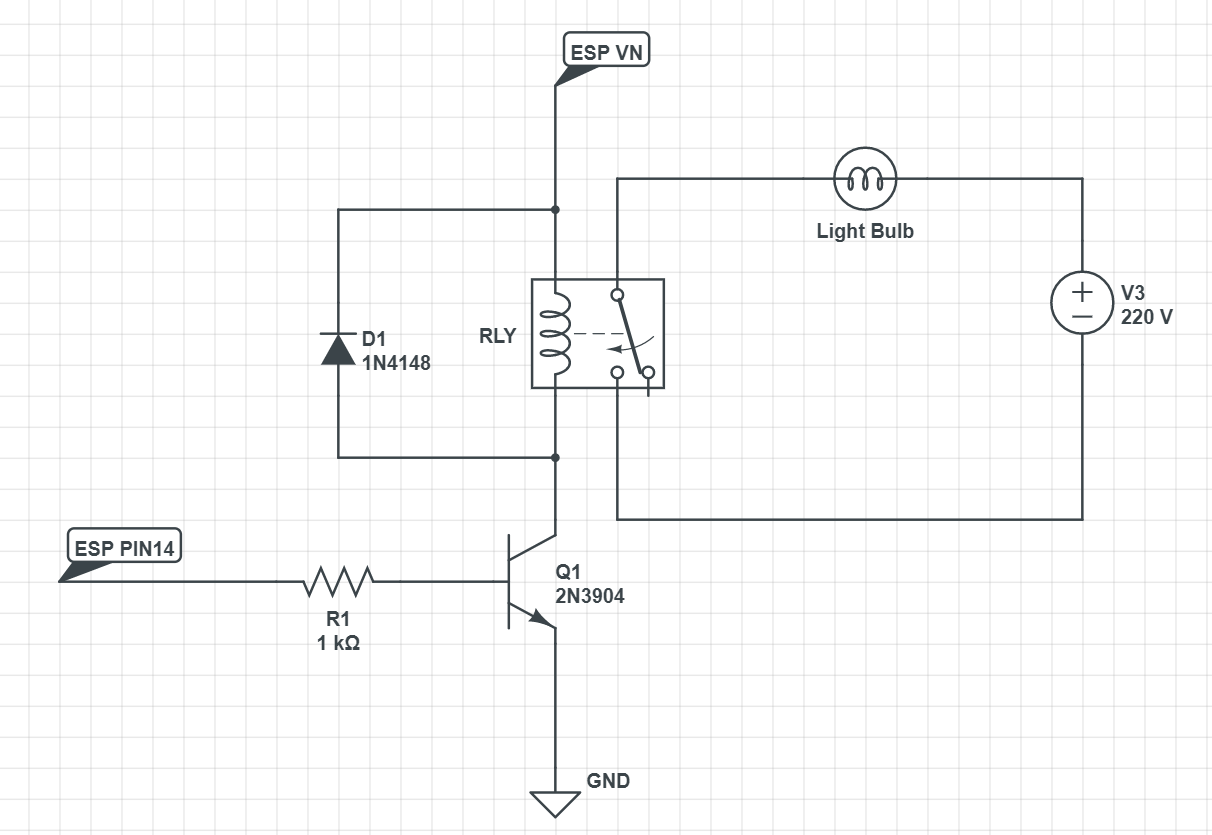 ESP VN
Light Bulb
V3
220 V
RLY
D1
1N4148
ESP PIN14
Q1
2N3904
R1
1 kΩ
GND